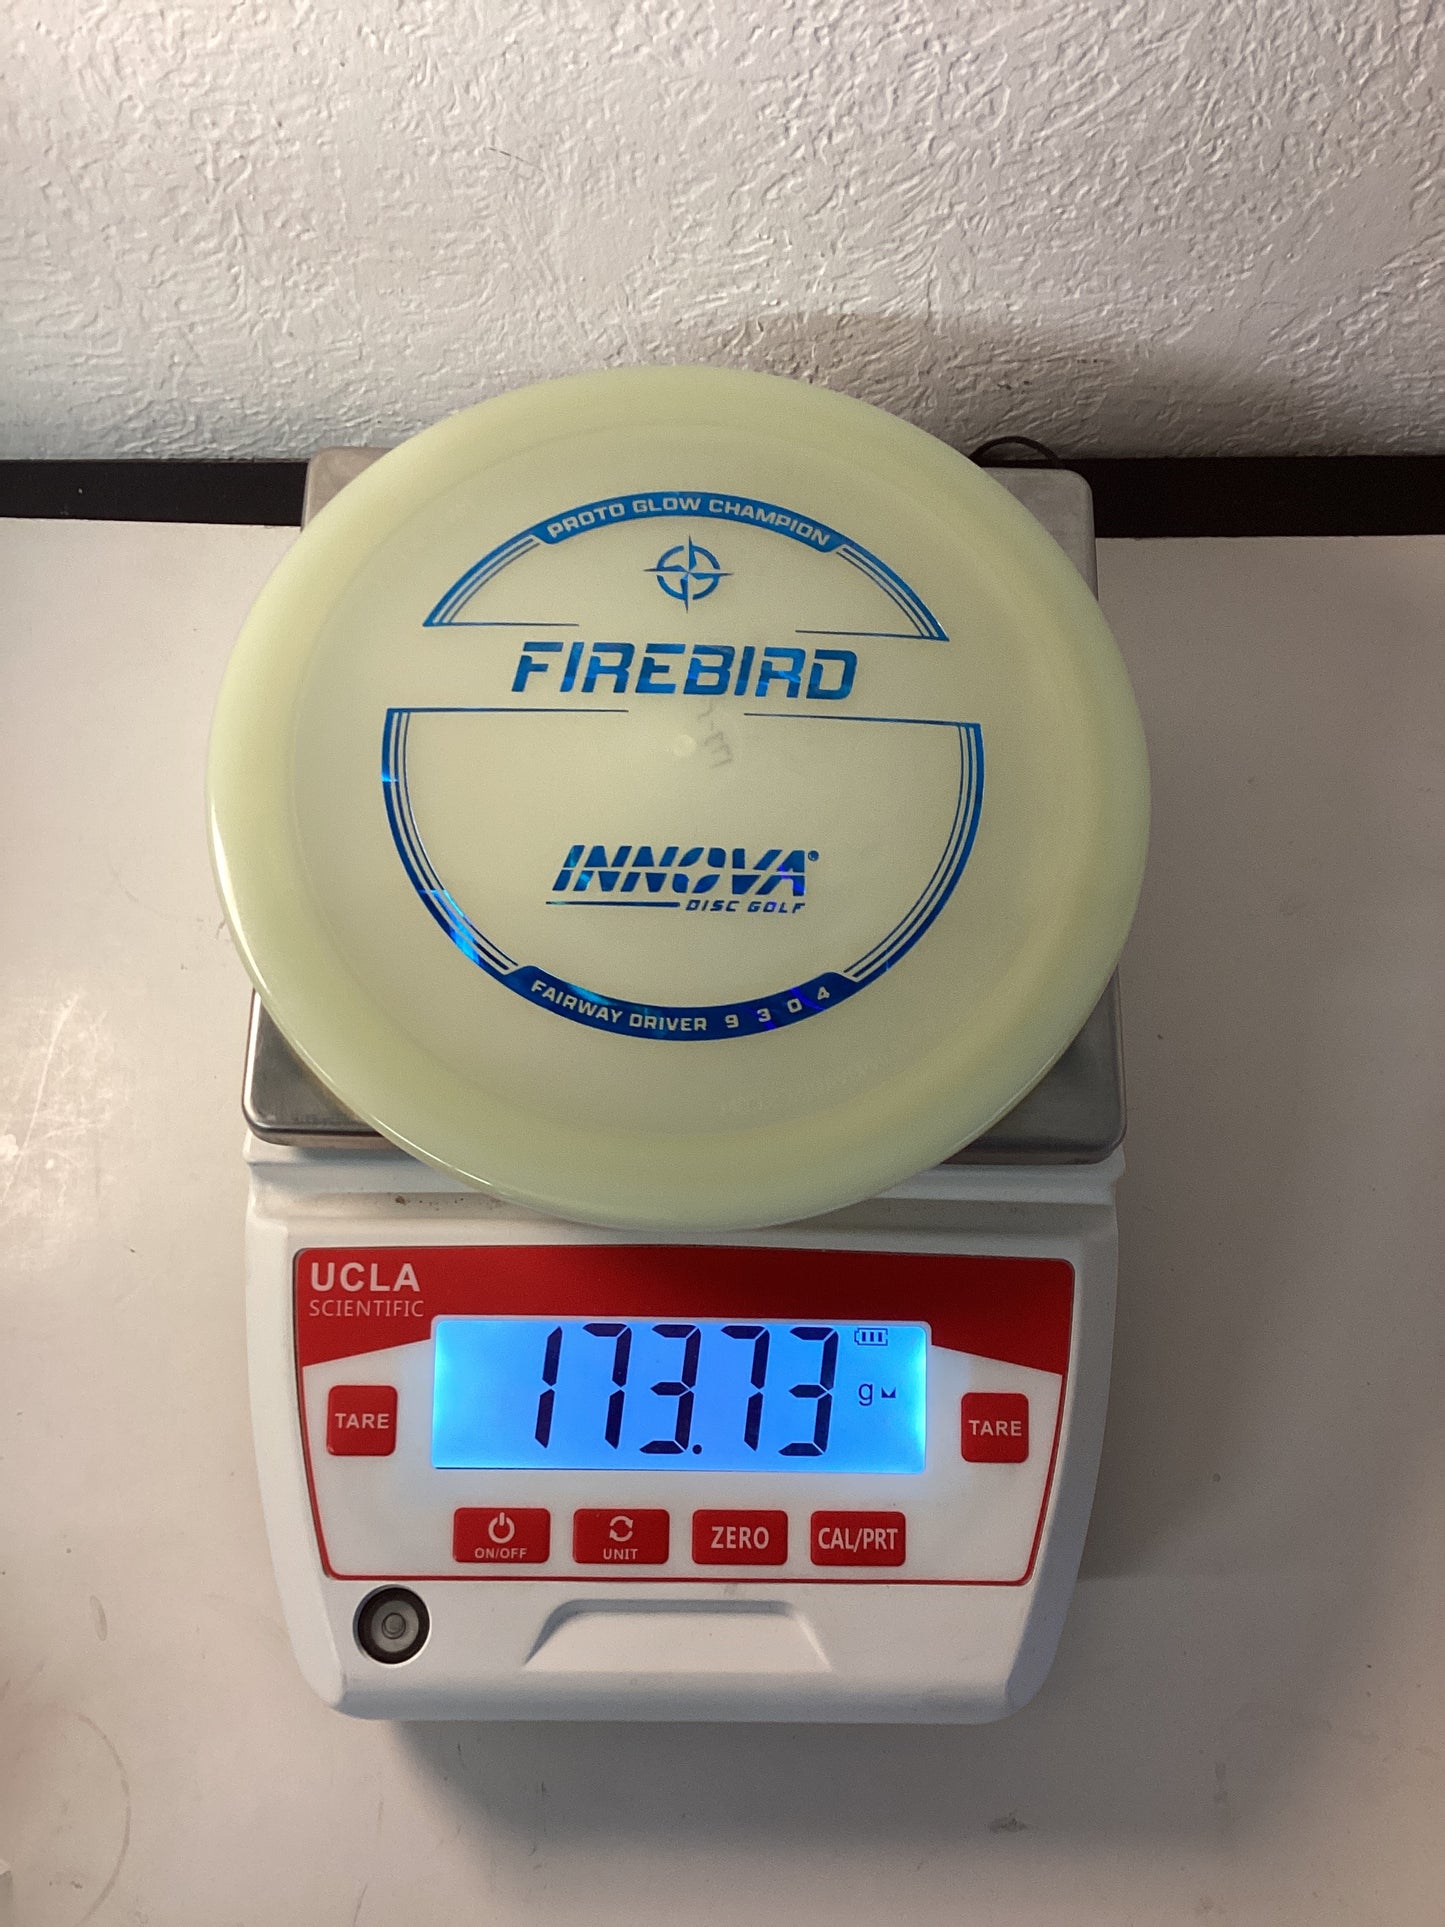 PROTO GLOW CHAMPION
FIREBIRD
INNOVA®
DISC GOLF
FAIRWAY DRIVER 9 3 0 4
UCLA
SCIENTIFIC
173.73 g
TARE
TARE
ON/OFF
UNIT
ZERO
CAL/PRT